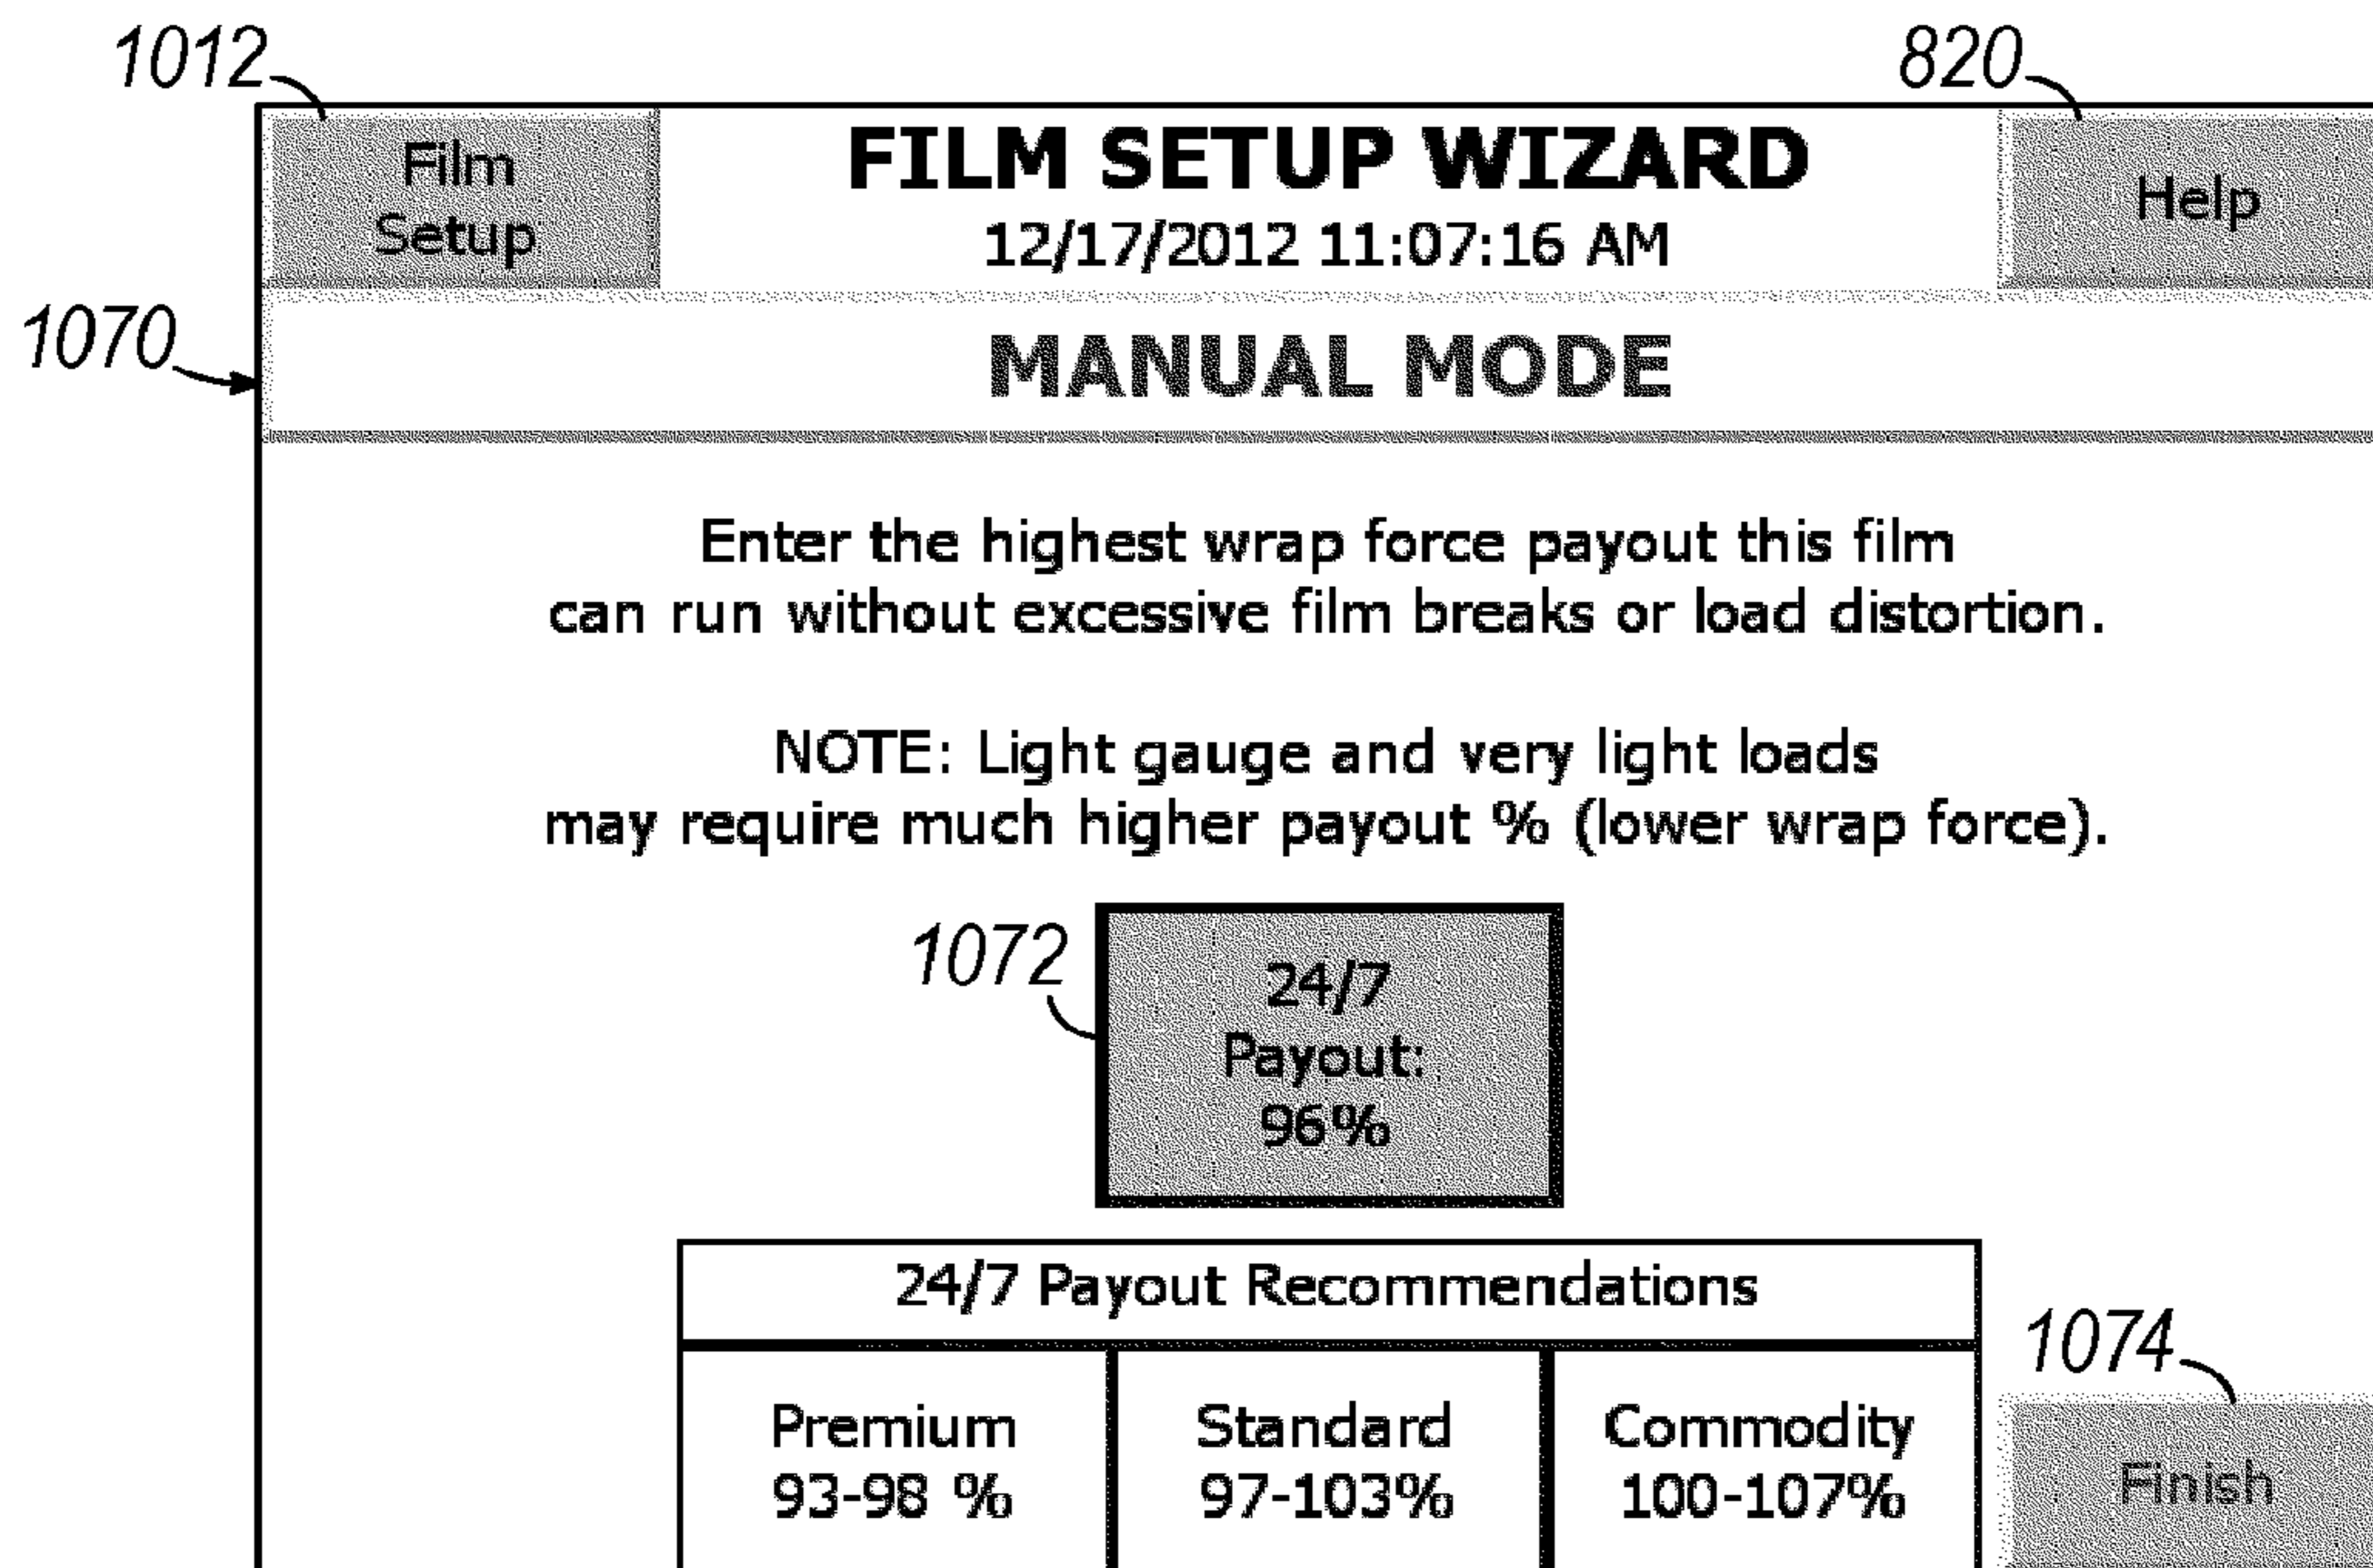 1012
820
Film
Setup
FILM SETUP WIZARD
12/17/2012 11:07:16 AM
Help
1070
MANUAL MODE
Enter the highest wrap force payout this film
can run without excessive film breaks or load distortion.
NOTE: Light gauge and very light loads
may require much higher payout % (lower wrap force).
1072
24/7
Payout:
96%
24/7 Payout Recommendations
1074
Premium
93-98 %
Standard
97-103%
Commodity
100-107%
Finish